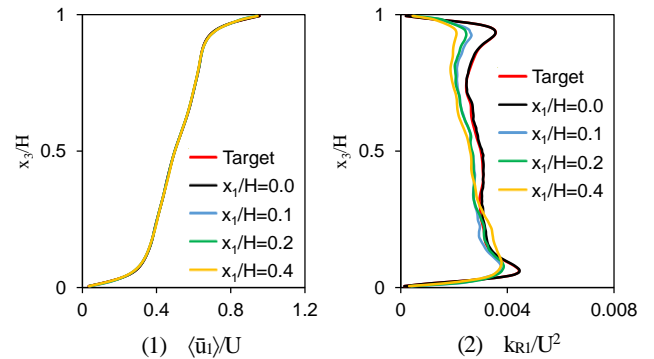 1
x₃/H
0.5
0
0
0.4
0.8
1.2
Target
x₁/H=0.0
x₁/H=0.1
x₁/H=0.2
x₁/H=0.4
(1) ⟨ū₁⟩/U
1
x₃/H
0.5
0
0
0.004
0.008
Target
x₁/H=0.0
x₁/H=0.1
x₁/H=0.2
x₁/H=0.4
(2) k_R1/U²